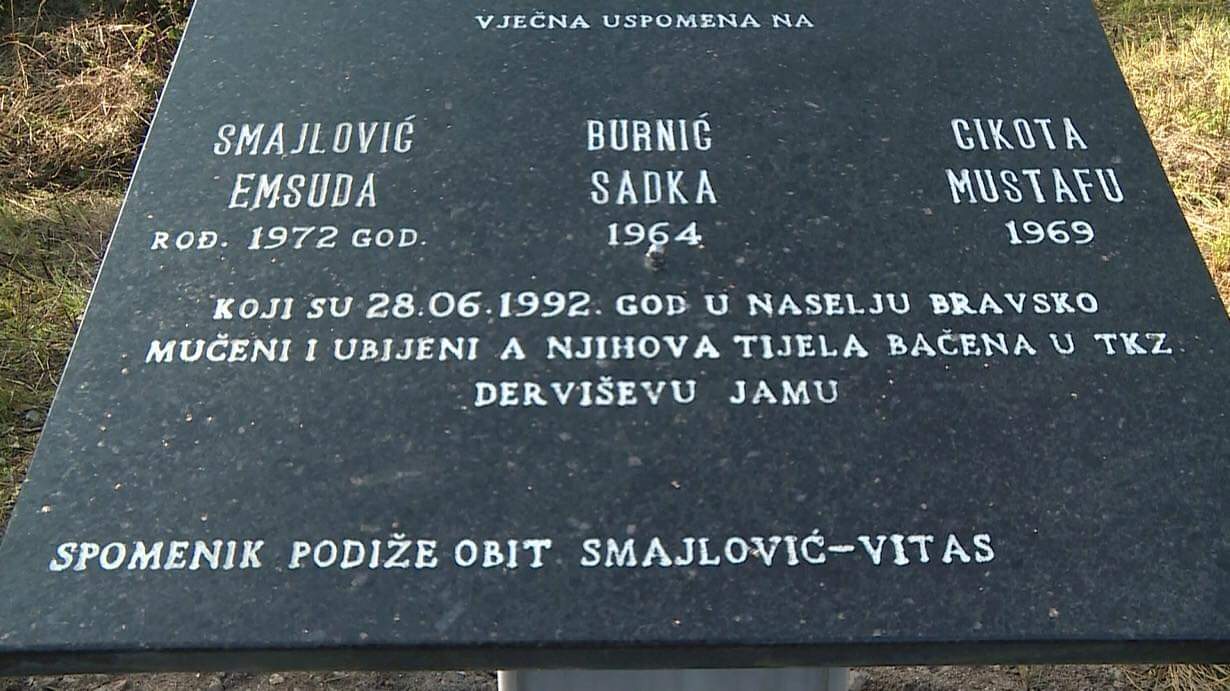 VJEČNA USPOMENA NA
SMAJLOVIĆ EMSUDA ROĐ. 1972 GOD.
BURNIĆ SADKA 1964
CIKOTA MUSTAFU 1969
KOJI SU 28.06.1992. GOD U NASELJU BRAVSKO
MUČENI I UBIJENI A NJIHOVA TIJELA BAČENA U TKZ
DERVIŠEVU JAMU
SPOMENIK PODIŽE OBIT SMAJLOVIĆ-VITAS